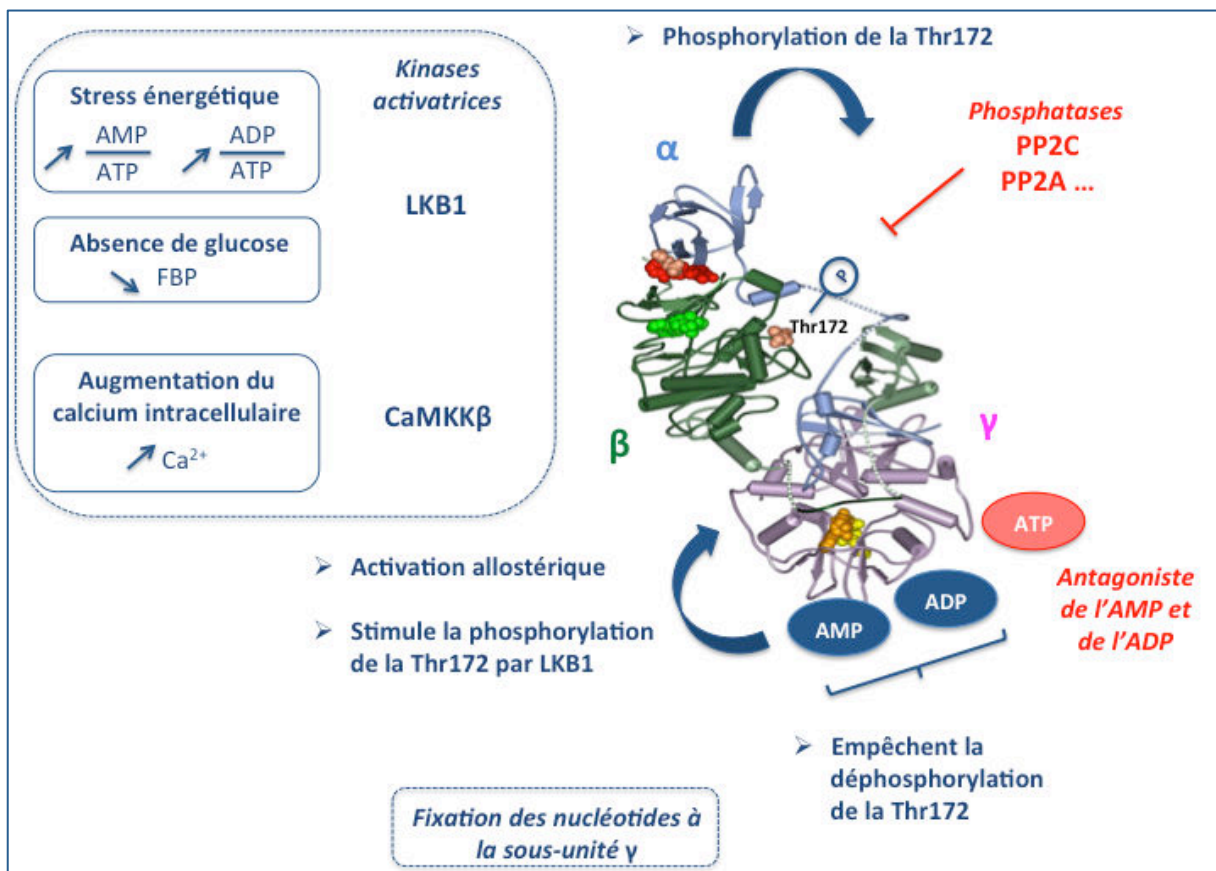 Phosphorylation de la Thr172
Kinases
activatrices
Stress énergétique
AMP
ATP
ADP
ATP
LKB1
Absence de glucose
FBP
Augmentation du
calcium intracellulaire
Ca²⁺
CaMKKβ
Phosphatases
PP2C
PP2A ...
α
P
Thr172
β
γ
ATP
ADP
AMP
Antagoniste
de l’AMP et
de l’ADP
Activation allostérique
Stimule la phosphorylation
de la Thr172 par LKB1
Empêchent la
déphosphorylation
de la Thr172
Fixation des nucléotides à
la sous-unité γ